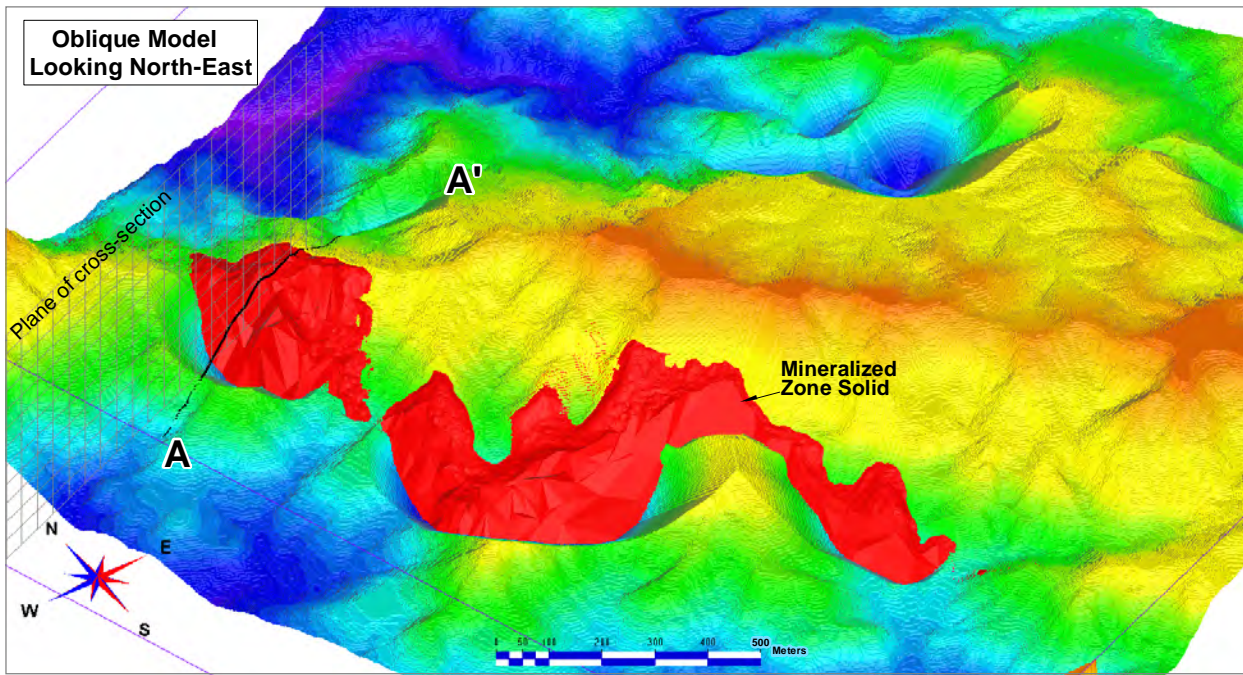 Oblique Model
Looking North-East
A'
Plane of cross-section
Mineralized
Zone Solid
A
N
E
W
S
0 50 100 200 300 400 500
Meters